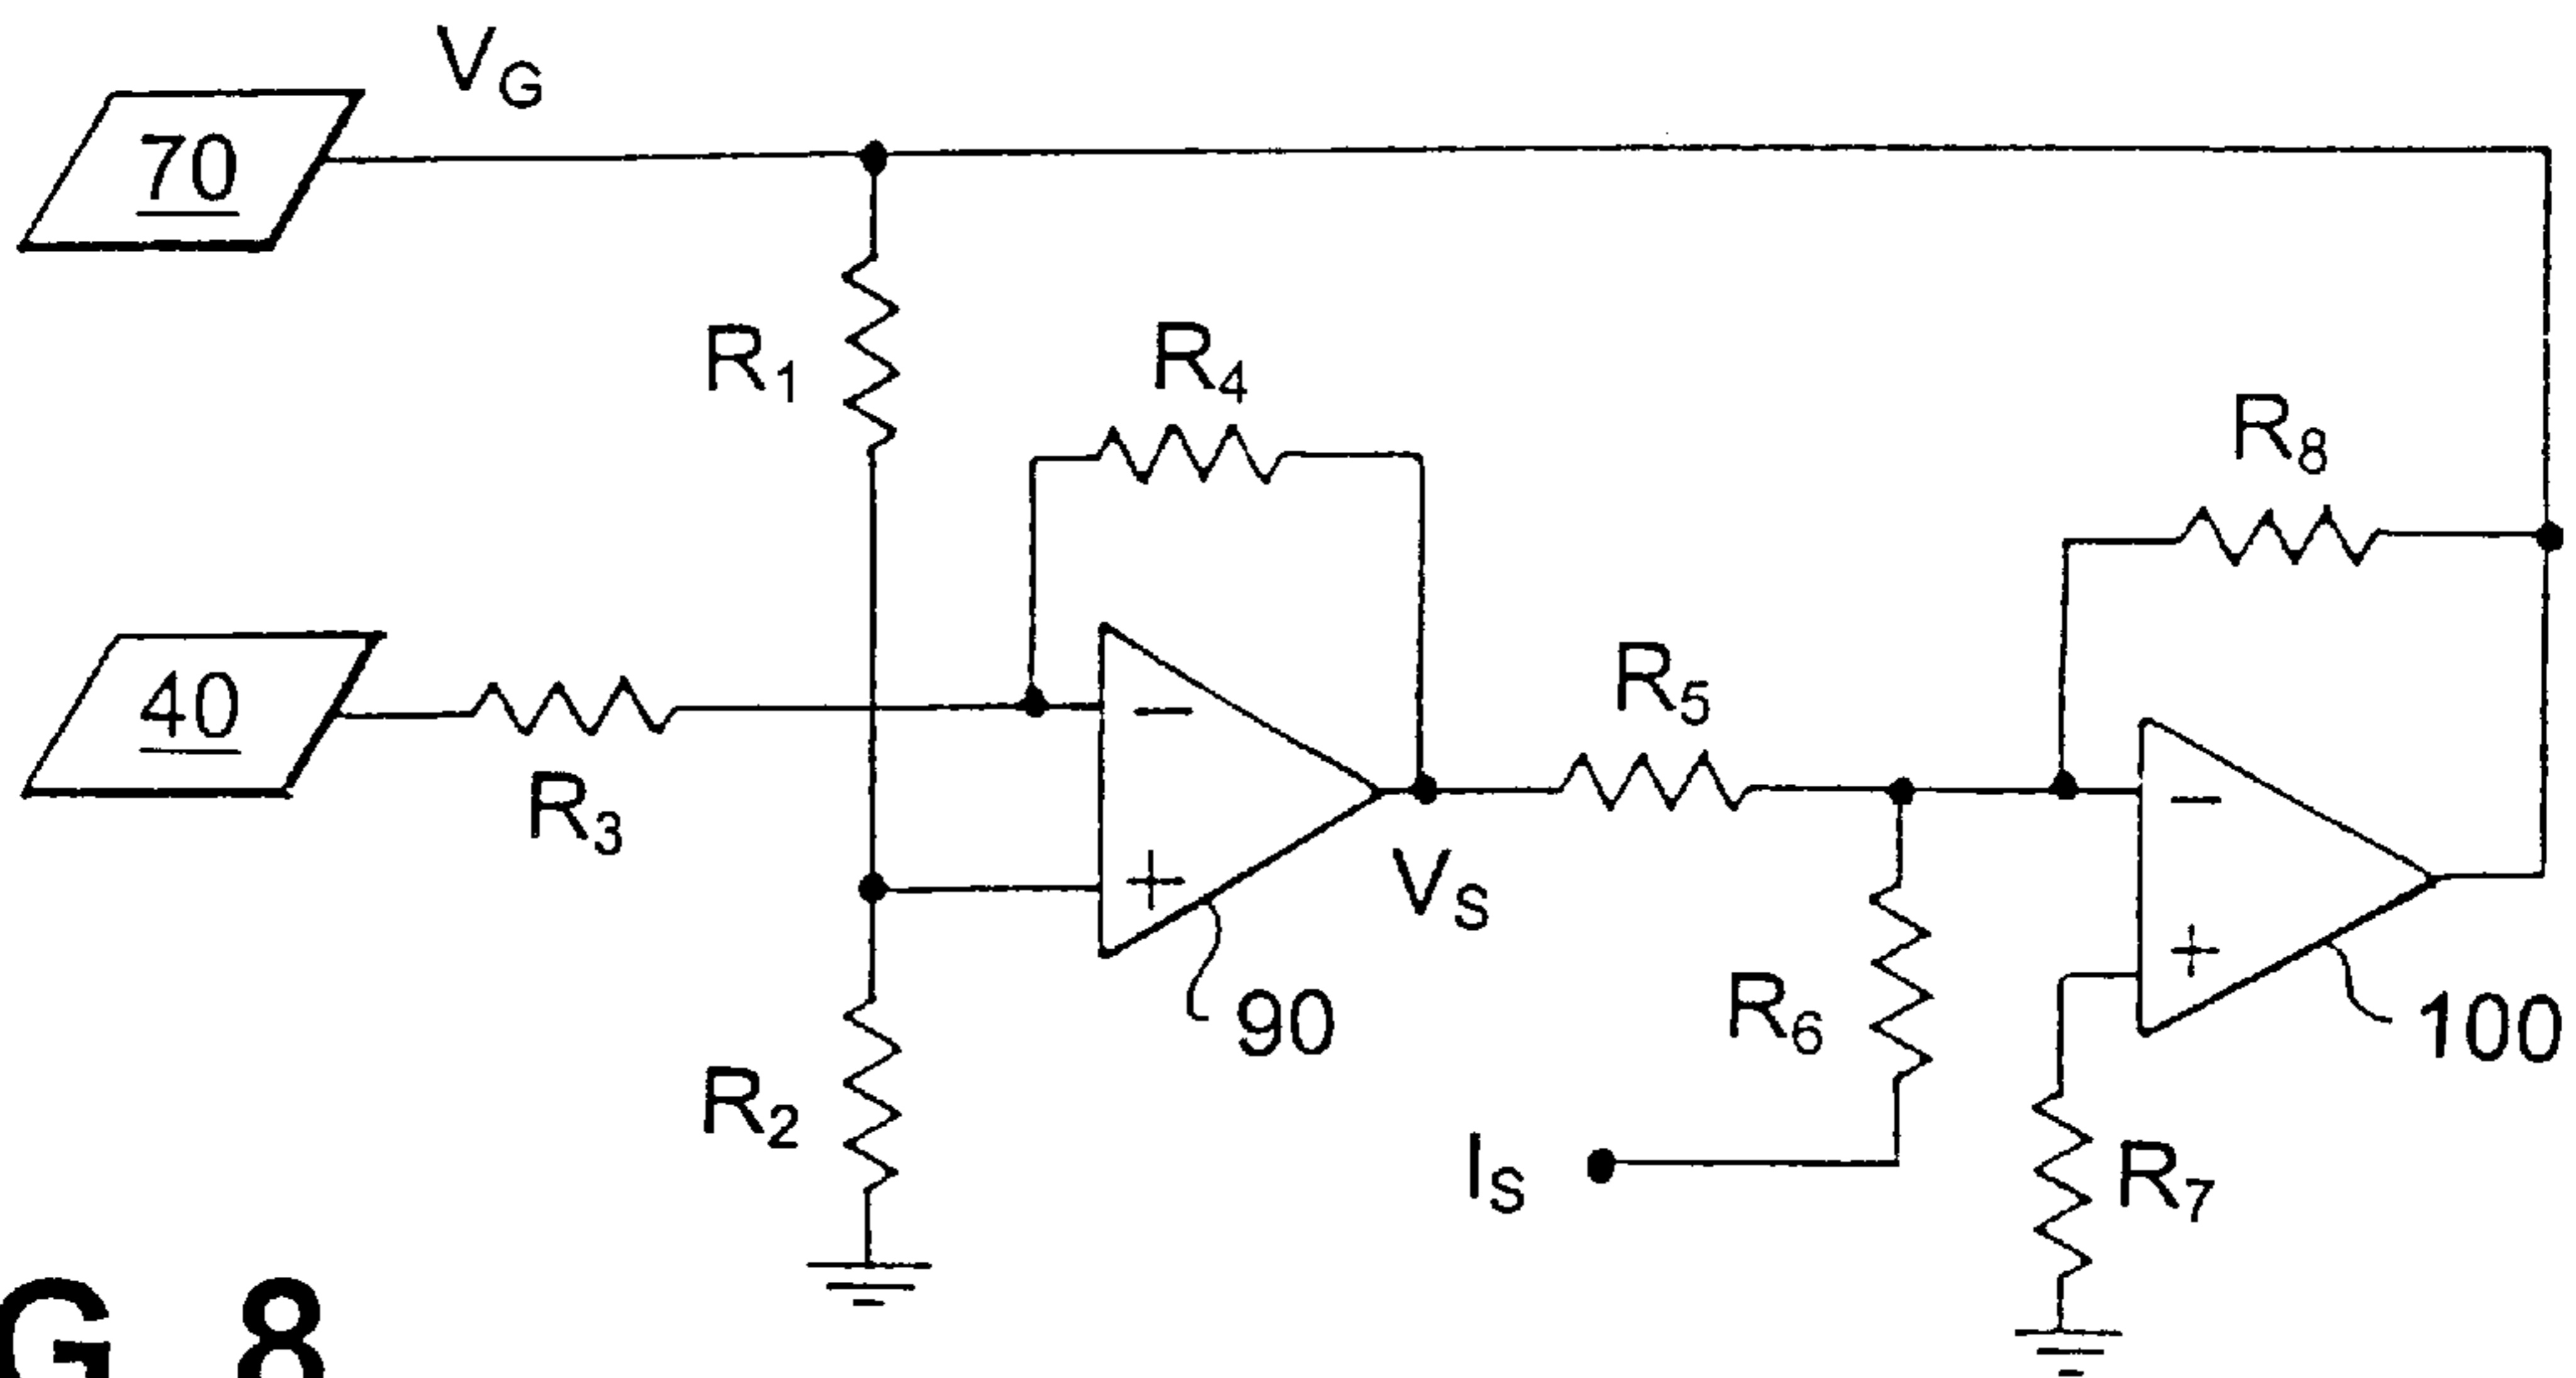 V_G
70
R_1
R_4
R_8
40
R_3
−
+
90
V_S
R_5
R_6
−
+
100
R_2
I_S
R_7
G 8